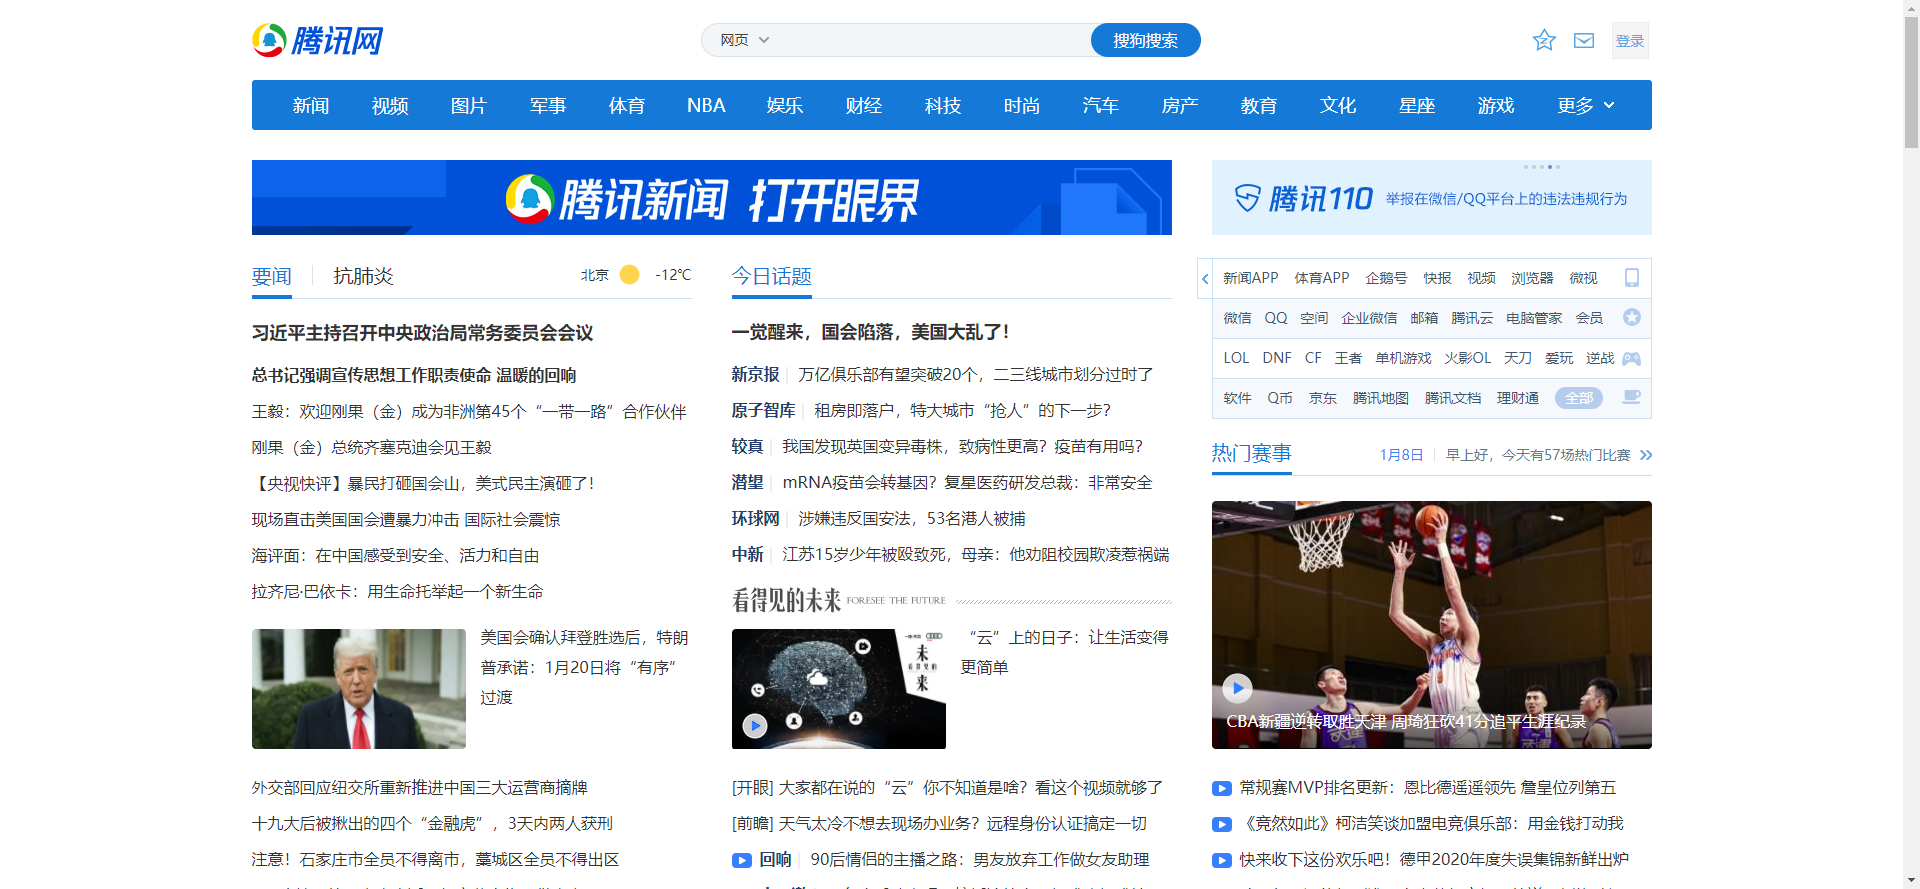 腾讯网
网页
搜狗搜索
登录
新闻 视频 图片 军事 体育 NBA 娱乐 财经 科技 时尚 汽车 房产 教育 文化 星座 游戏 更多
腾讯新闻 打开眼界
腾讯110 举报在微信/QQ平台上的违法违规行为
要闻 抗肺炎 北京 -12℃
习近平主持召开中央政治局常务委员会会议
总书记强调宣传思想工作职责使命 温暖的回响
王毅：欢迎刚果（金）成为非洲第45个“一带一路”合作伙伴
刚果（金）总统齐塞克迪会见王毅
【央视快评】暴民打砸国会山，美式民主演砸了！
现场直击美国国会遭暴力冲击 国际社会震惊
海评面：在中国感受到安全、活力和自由
拉齐尼·巴依卡：用生命托举起一个新生命
美国会确认拜登胜选后，特朗
普承诺：1月20日将“有序”
过渡
外交部回应纽交所重新推进中国三大运营商摘牌
十九大后被揪出的四个“金融虎”，3天内两人获刑
注意！石家庄市全员不得离市，藁城区全员不得出区
今日话题
一觉醒来，国会陷落，美国大乱了！
新京报 万亿俱乐部有望突破20个，二三线城市划分过时了
原子智库 租房即落户，特大城市“抢人”的下一步？
较真 我国发现英国变异毒株，致病性更高？疫苗有用吗？
潜望 mRNA疫苗会转基因？复星医药研发总裁：非常安全
环球网 涉嫌违反国安法，53名港人被捕
中新 江苏15岁少年被殴致死，母亲：他劝阻校园欺凌惹祸端
看得见的未来 FORESEE THE FUTURE
未
看得见的
来
“云”上的日子：让生活变得
更简单
[开眼] 大家都在说的“云”你不知道是啥？看这个视频就够了
[前瞻] 天气太冷不想去现场办业务？远程身份认证搞定一切
回响 90后情侣的主播之路：男友放弃工作做女友助理
新闻APP 体育APP 企鹅号 快报 视频 浏览器 微视
微信 QQ 空间 企业微信 邮箱 腾讯云 电脑管家 会员
LOL DNF CF 王者 单机游戏 火影OL 天刀 爱玩 逆战
软件 Q币 京东 腾讯地图 腾讯文档 理财通 全部
热门赛事 1月8日 早上好，今天有57场热门比赛
CBA新疆逆转取胜天津 周琦狂砍41分追平生涯纪录
常规赛MVP排名更新：恩比德遥遥领先 詹皇位列第五
《竟然如此》柯洁笑谈加盟电竞俱乐部：用金钱打动我
快来收下这份欢乐吧！德甲2020年度失误集锦新鲜出炉